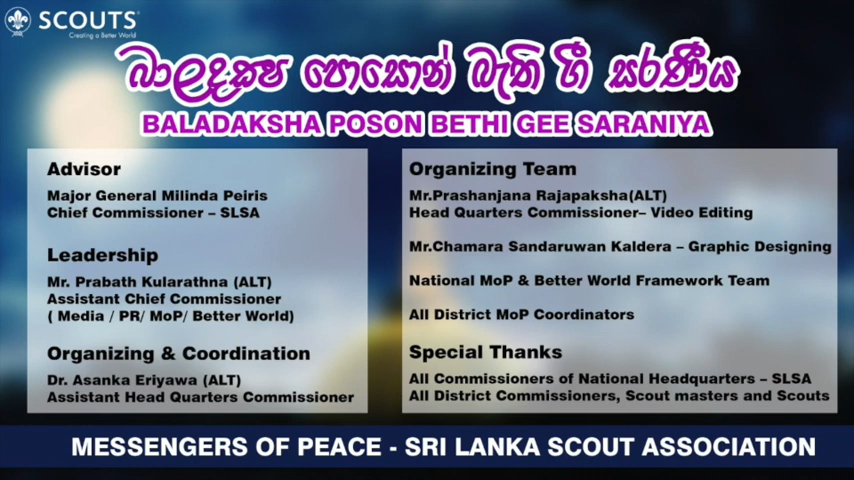 SCOUTS
Creating a Better World
බාලදක්ෂ පොසොන් බැති ගී සරණීය
BALADAKSHA POSON BETHI GEE SARANIYA
Advisor
Major General Milinda Peiris
Chief Commissioner – SLSA
Leadership
Mr. Prabath Kularathna (ALT)
Assistant Chief Commissioner
( Media / PR/ MoP/ Better World)
Organizing & Coordination
Dr. Asanka Eriyawa (ALT)
Assistant Head Quarters Commissioner
Organizing Team
Mr.Prashanjana Rajapaksha(ALT)
Head Quarters Commissioner– Video Editing
Mr.Chamara Sandaruwan Kaldera – Graphic Designing
National MoP & Better World Framework Team
All District MoP Coordinators
Special Thanks
All Commissioners of National Headquarters – SLSA
All District Commissioners, Scout masters and Scouts
MESSENGERS OF PEACE - SRI LANKA SCOUT ASSOCIATION